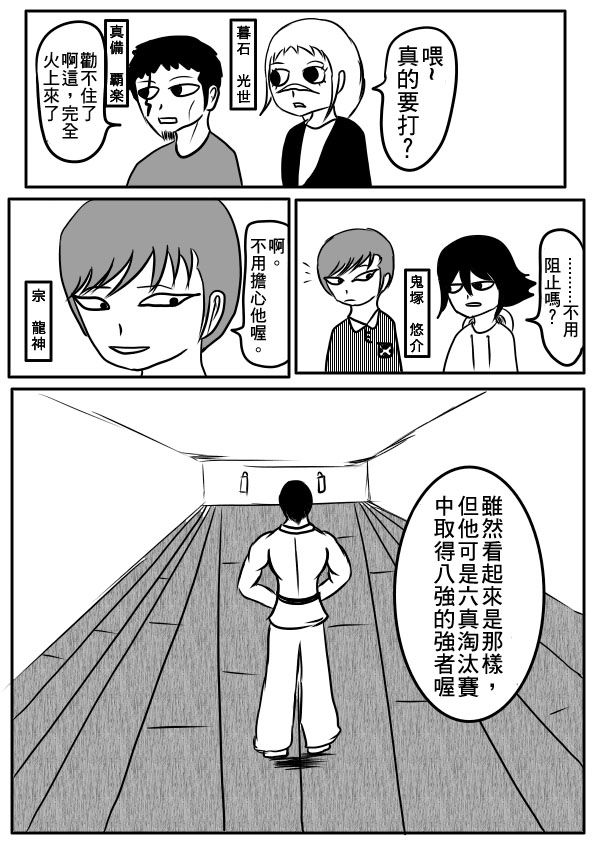 喂~
真的要打？
暮石　光世
真備　覇楽
勸不住了
啊這，完全
火上來了
………不用
阻止嗎？
鬼塚　悠介
啊。
不用擔心他喔。
宗　龍神
雖然看起來是那樣，
但他可是六真淘汰賽
中取得八強的強者喔